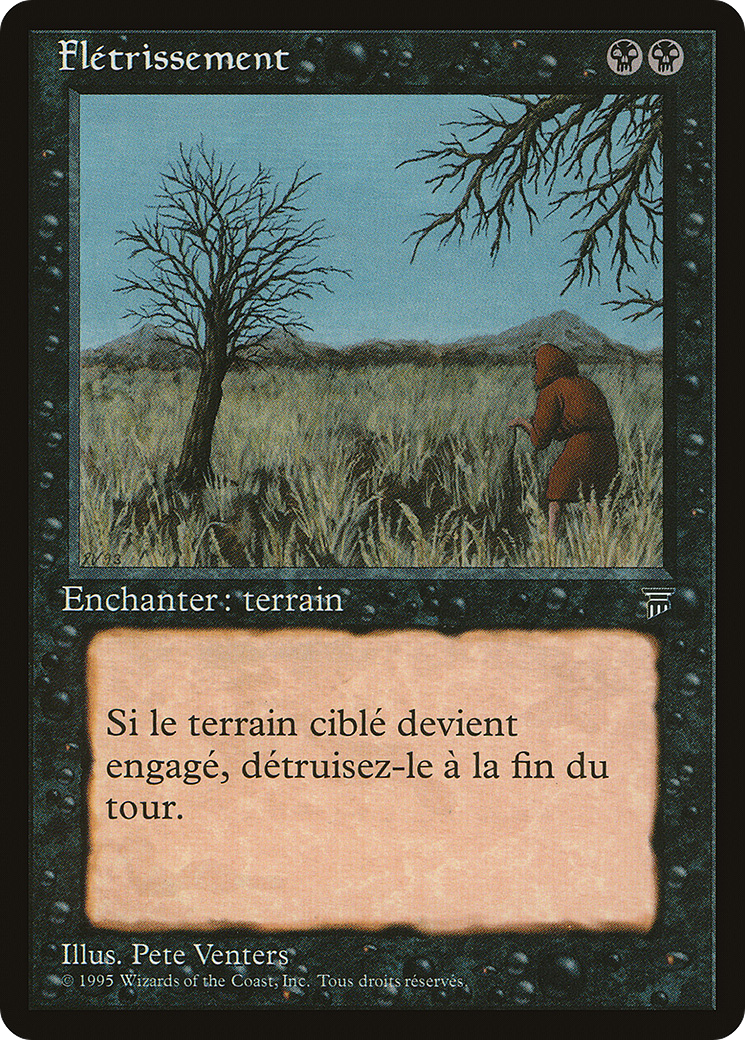 Flétrissement
Enchanter : terrain
Si le terrain ciblé devient
engagé, détruisez-le à la fin du
tour.
Illus. Pete Venters
© 1995 Wizards of the Coast, Inc. Tous droits réservés.